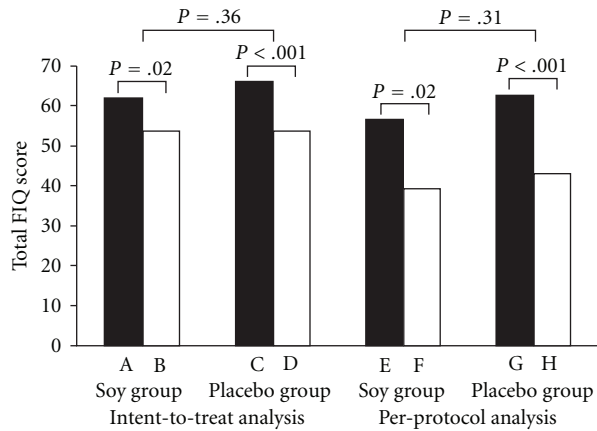 P = .36
P = .31
P = .02
P < .001
P = .02
P < .001
Total FIQ score
70
60
50
40
30
20
10
0
A B C D E F G H
Soy group Placebo group Soy group Placebo group
Intent-to-treat analysis Per-protocol analysis